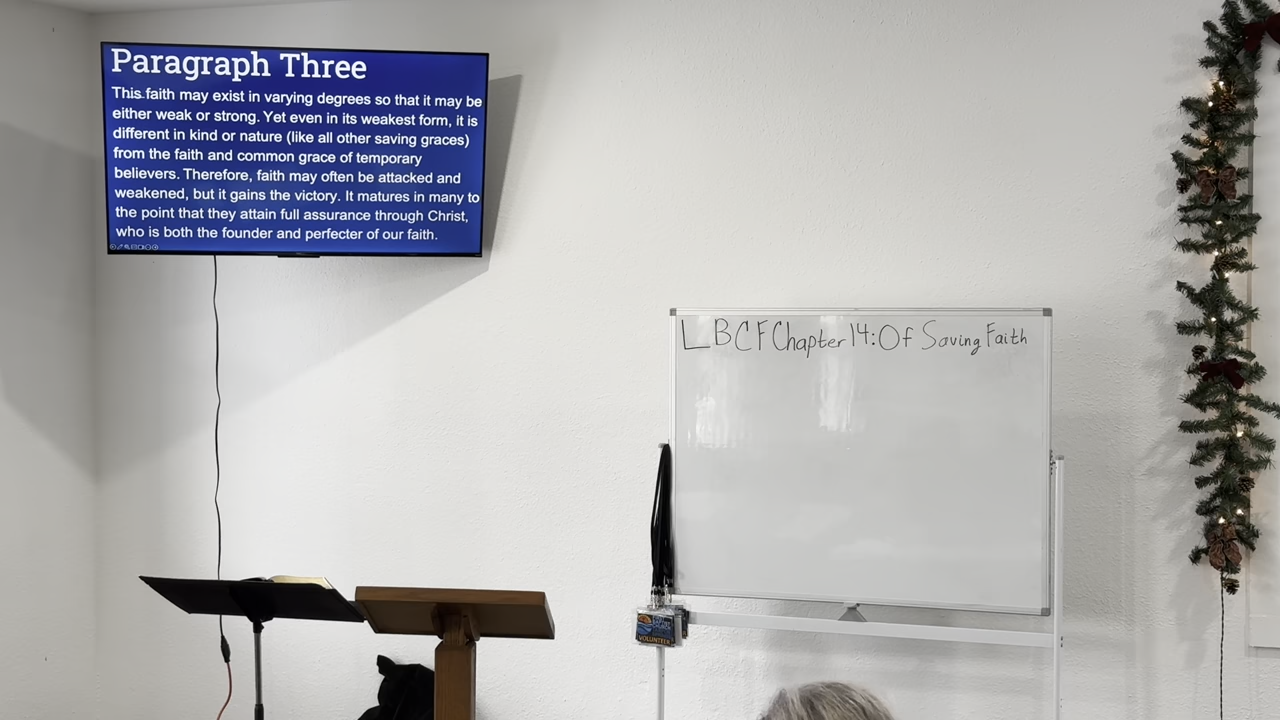 Paragraph Three
This faith may exist in varying degrees so that it may be
either weak or strong. Yet even in its weakest form, it is
different in kind or nature (like all other saving graces)
from the faith and common grace of temporary
believers. Therefore, faith may often be attacked and
weakened, but it gains the victory. It matures in many to
the point that they attain full assurance through Christ,
who is both the founder and perfecter of our faith.
LBCF Chapter 14: Of Saving Faith
VOLUNTEER